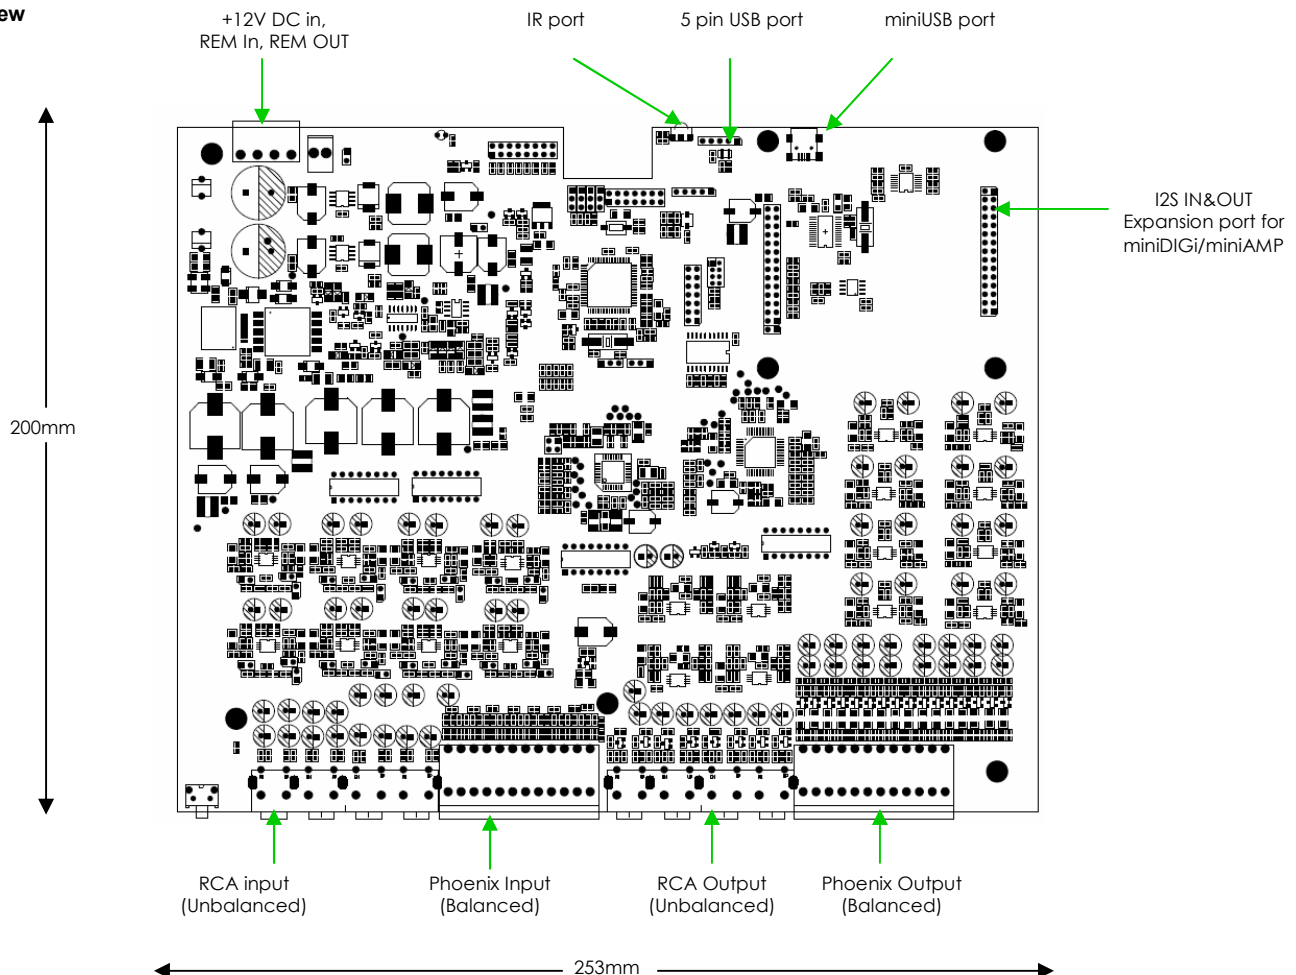 ew
+12V DC in,
REM In, REM OUT
IR port
5 pin USB port
miniUSB port
I2S IN&OUT
Expansion port for
miniDIGi/miniAMP
200mm
RCA input
(Unbalanced)
Phoenix Input
(Balanced)
RCA Output
(Unbalanced)
Phoenix Output
(Balanced)
253mm